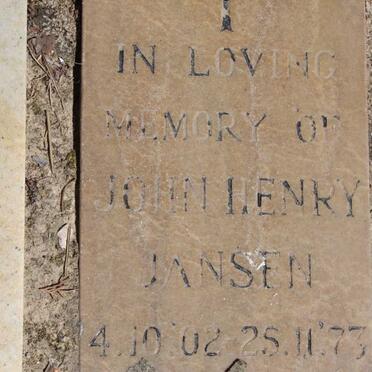 IN LOVING
MEMORY OF
JOHN HENRY
JANSEN
4.10.'02 25.11.'73